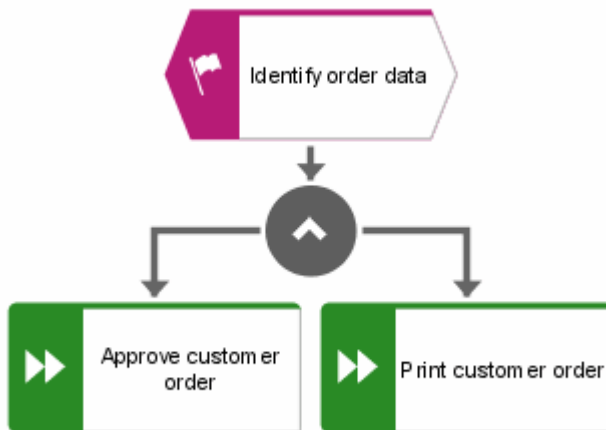 Identify order data
Approve customer
order
Print customer order